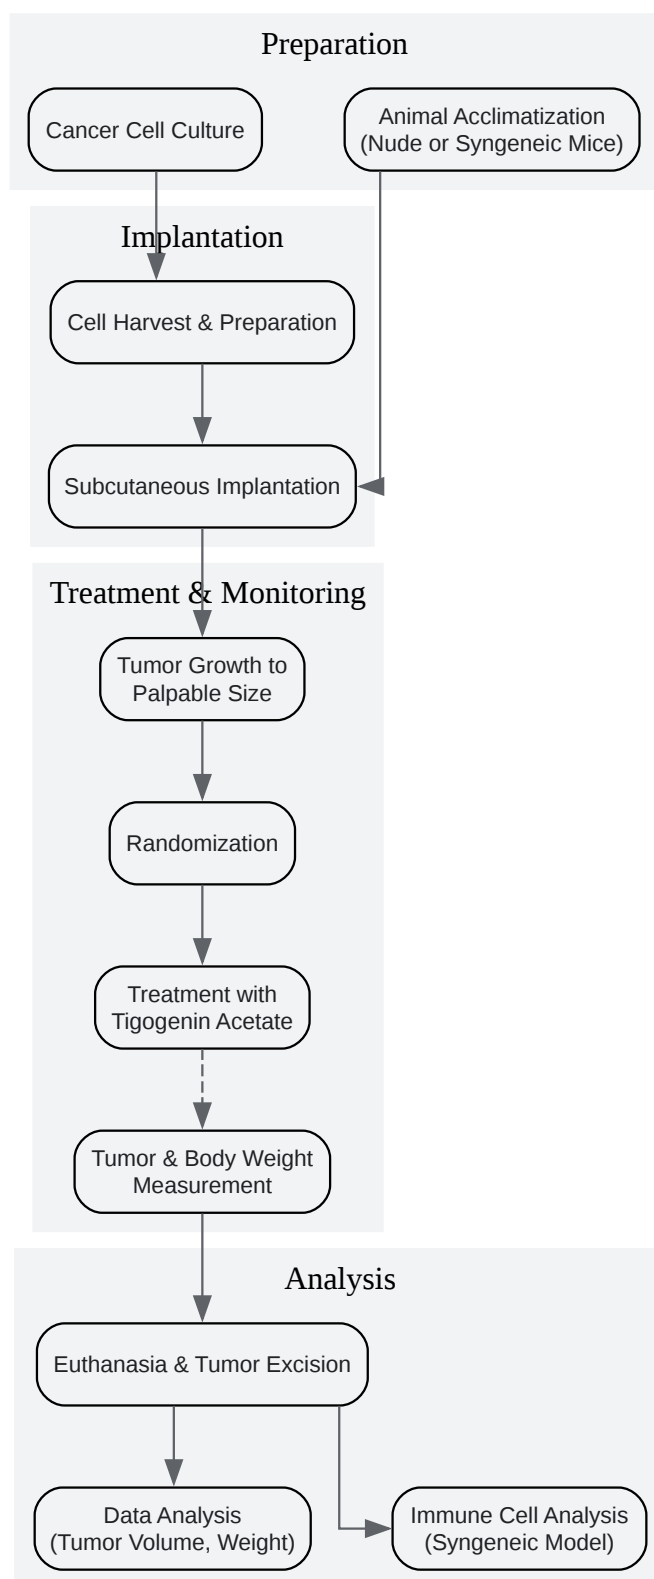 Preparation
Cancer Cell Culture
Animal Acclimatization
(Nude or Syngeneic Mice)
Implantation
Cell Harvest & Preparation
Subcutaneous Implantation
Treatment & Monitoring
Tumor Growth to
Palpable Size
Randomization
Treatment with
Tigogenin Acetate
Tumor & Body Weight
Measurement
Analysis
Euthanasia & Tumor Excision
Data Analysis
(Tumor Volume, Weight)
Immune Cell Analysis
(Syngeneic Model)